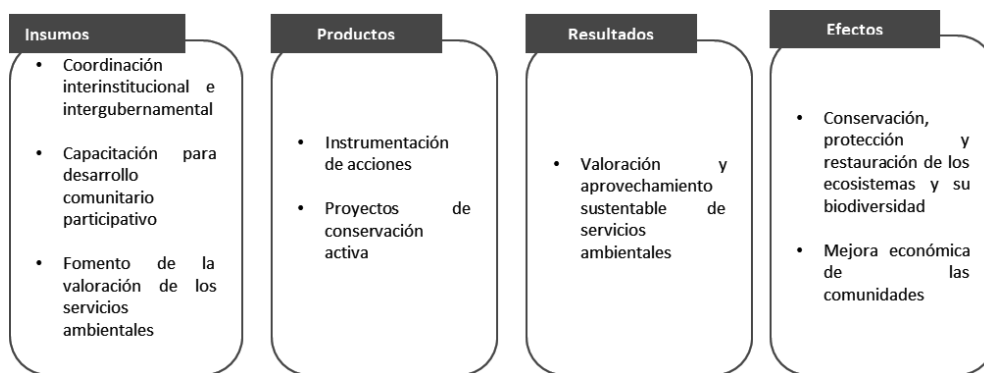 Insumos
• Coordinación
interinstitucional e
intergubernamental
• Capacitación para
desarrollo
comunitario
participativo
• Fomento de la
valoración de los
servicios
ambientales
Productos
• Instrumentación
de acciones
• Proyectos de
conservación
activa
Resultados
• Valoración y
aprovechamiento
sustentable de
servicios
ambientales
Efectos
• Conservación,
protección y
restauración de los
ecosistemas y su
biodiversidad
• Mejora económica
de las
comunidades